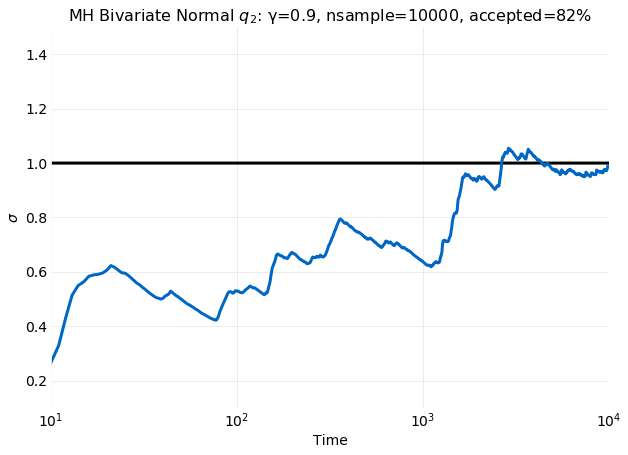 MH Bivariate Normal $q_2$: γ=0.9, nsample=10000, accepted=82%
1.4
1.2
1.0
σ
0.8
0.6
0.4
0.2
10¹ 10² 10³ 10⁴
Time